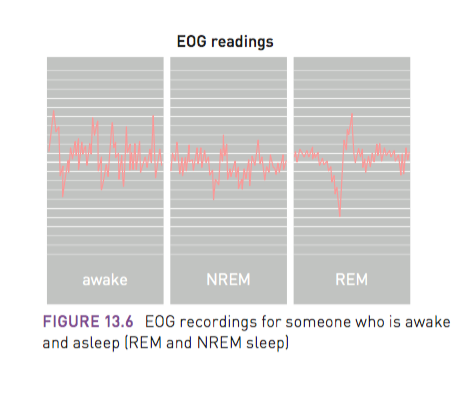 EOG readings
awake
NREM
REM
FIGURE 13.6 EOG recordings for someone who is awake
and asleep (REM and NREM sleep)